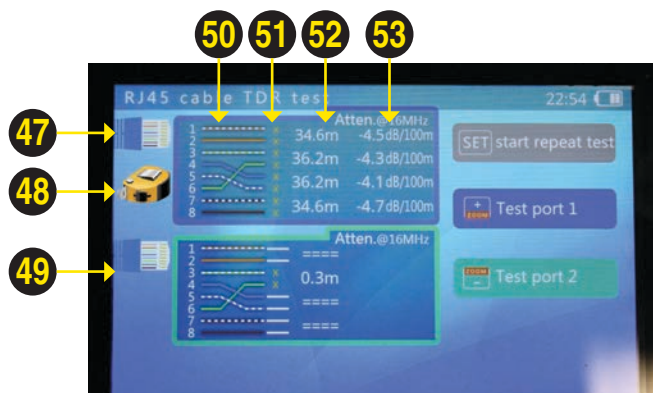 50 51 52 53
RJ45 cable TDR test 22:54
47
Atten.@16MHz
1
2
3
4
5
6
7
8
34.6m -4.5dB/100m
36.2m -4.3dB/100m
36.2m -4.1dB/100m
34.6m -4.7dB/100m
x
x
x
x
x
x
x
x
SET start repeat test
48
+ ZOOM Test port 1
49
Atten.@16MHz
1
2
3
4
5
6
7
8
====
x
x
0.3m
====
====
ZOOM − Test port 2